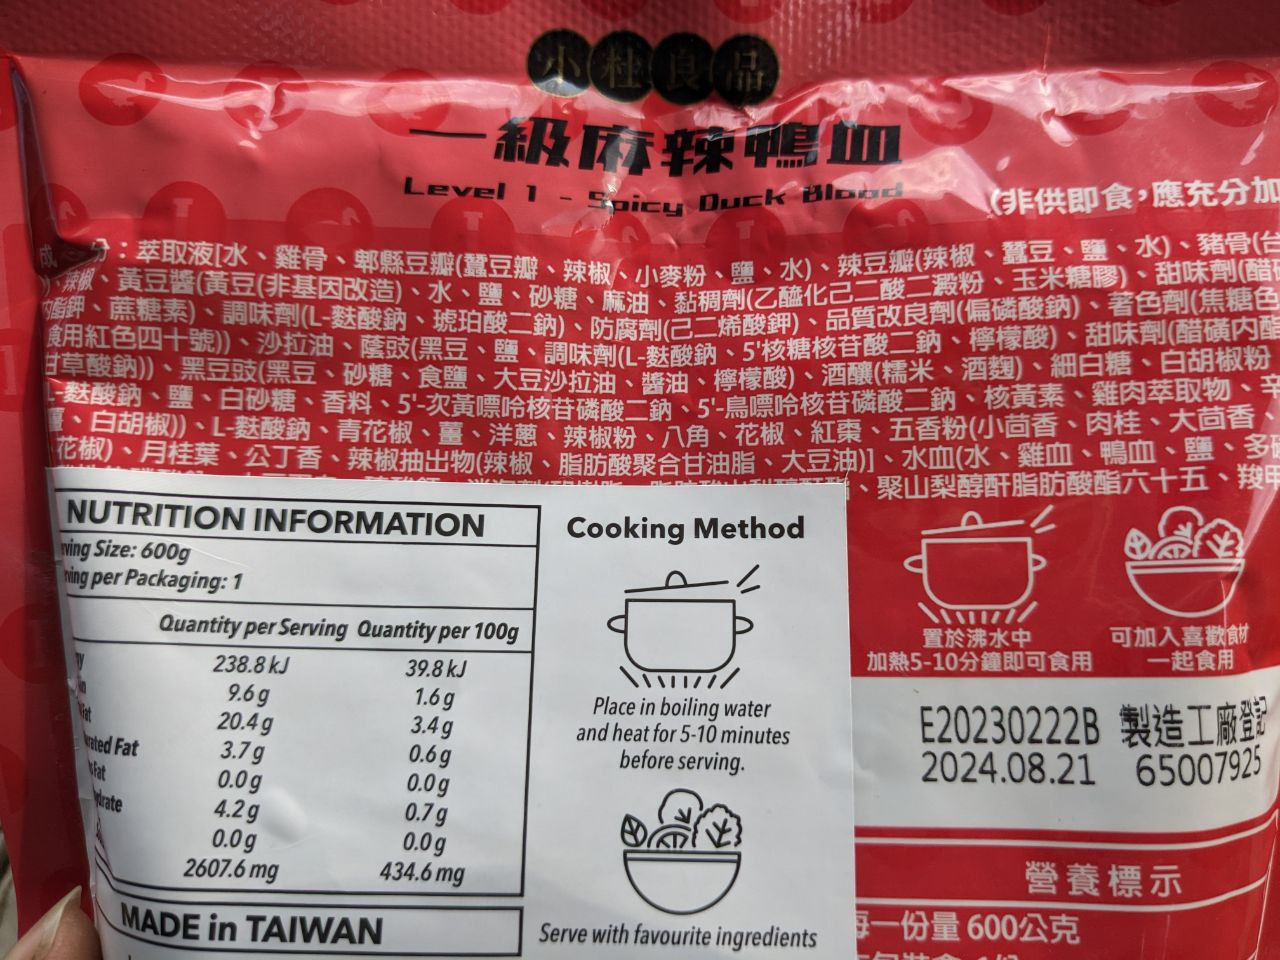 小杜良品
一級麻辣鴨血
Level 1 - Spicy Duck Blood
(非供即食,應充分加
成 份:萃取液[水、雞骨、郫縣豆瓣(蠶豆瓣、辣椒、小麥粉、鹽、水)、辣豆瓣(辣椒、蠶豆、鹽、水)、豬骨(台
、辣椒、黃豆醬(黃豆(非基因改造)、水、鹽、砂糖、麻油、黏稠劑(乙醯化己二酸二澱粉、玉米糖膠)、甜味劑(醋
內酯鉀、蔗糖素)、調味劑(L-麩酸鈉、琥珀酸二鈉)、防腐劑(己二烯酸鉀)、品質改良劑(偏磷酸鈉)、著色劑(焦糖色
食用紅色四十號))、沙拉油、蔭豉(黑豆、鹽、調味劑(L-麩酸鈉、5'核糖核苷酸二鈉、檸檬酸)、甜味劑(醋磺內酯
甘草酸鈉))、黑豆豉(黑豆、砂糖、食鹽、大豆沙拉油、醬油、檸檬酸)、酒釀(糯米、酒麴)、細白糖、白胡椒粉
L-麩酸鈉、鹽、白砂糖、香料、5'-次黃嘌呤核苷磷酸二鈉、5'-鳥嘌呤核苷磷酸二鈉、核黃素、雞肉萃取物、辛
、白胡椒))、L-麩酸鈉、青花椒、薑、洋蔥、辣椒粉、八角、花椒、紅棗、五香粉(小茴香、肉桂、大茴香、
花椒)、月桂葉、公丁香、辣椒抽出物(辣椒、脂肪酸聚合甘油脂、大豆油)]、水血(水、雞血、鴨血、鹽、多
、聚山梨醇酐脂肪酸酯六十五、羧甲
NUTRITION INFORMATION
ving Size: 600g
ving per Packaging: 1
Quantity per Serving Quantity per 100g
238.8 kJ 39.8 kJ
9.6 g 1.6 g
20.4 g 3.4 g
rated Fat 3.7 g 0.6 g
Fat 0.0 g 0.0 g
drate 4.2 g 0.7 g
0.0 g 0.0 g
2607.6 mg 434.6 mg
MADE in TAIWAN
Cooking Method
Place in boiling water
and heat for 5-10 minutes
before serving.
Serve with favourite ingredients
置於沸水中
加熱5-10分鐘即可食用
可加入喜歡食材
一起食用
E20230222B 製造工廠登記
2024.08.21 65007925
營養標示
每一份量 600公克